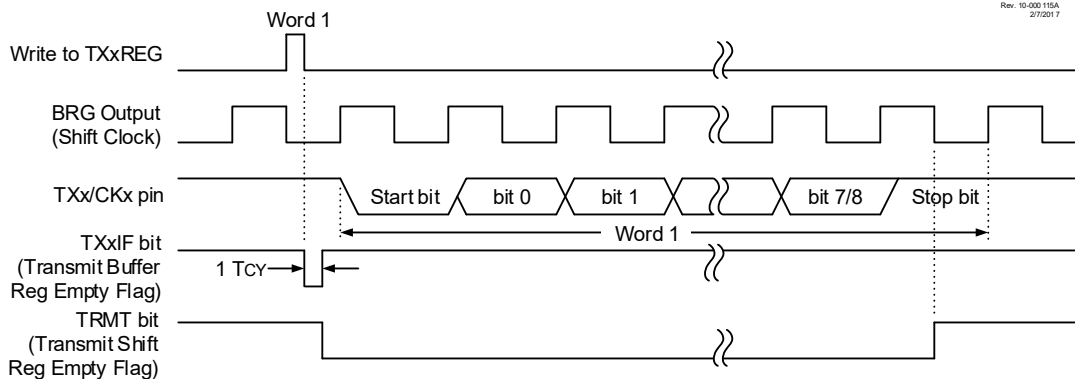 Rev. 10-000 115A
2/7/201 7
Word 1
Write to TXxREG
BRG Output
(Shift Clock)
TXx/CKx pin
Start bit
bit 0
bit 1
bit 7/8
Stop bit
Word 1
TXxIF bit
(Transmit Buffer
Reg Empty Flag)
1 TCY
TRMT bit
(Transmit Shift
Reg Empty Flag)